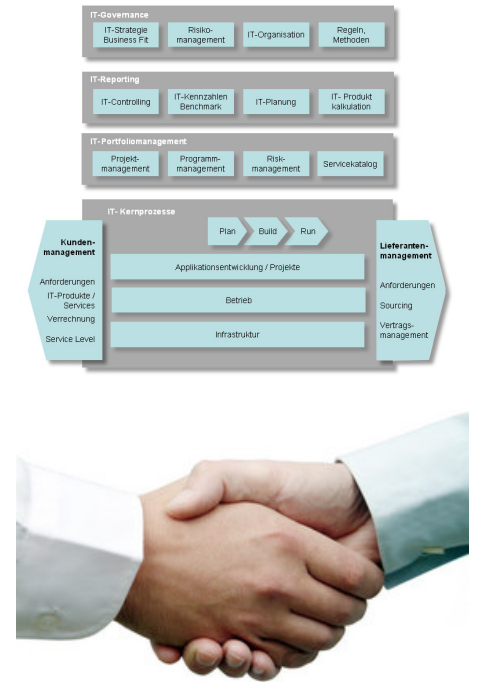 IT-Governance
IT-Strategie
Business Fit
Risiko-
management
IT-Organisation
Regeln,
Methoden
IT-Reporting
IT-Controlling
IT-Kennzahlen
Benchmark
IT-Planung
IT- Produkt
kalkulation
IT-Portfoliomanagement
Projekt-
management
Programm-
management
Risk-
management
Servicekatalog
IT- Kernprozesse
Plan
Build
Run
Kunden-
management
Anforderungen
IT-Produkte /
Services
Verrechnung
Service Level
Applikationsentwicklung / Projekte
Betrieb
Infrastruktur
Lieferanten-
management
Anforderungen
Sourcing
Vertrags-
management